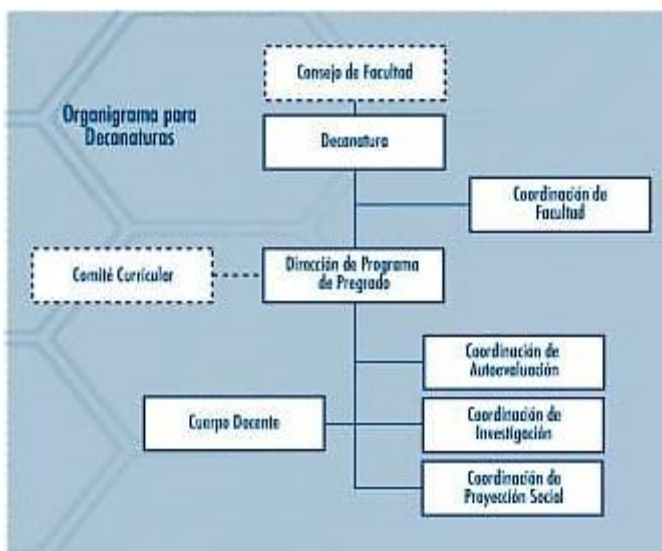 Consejo de Facultad
Organigrama para
Decanaturas
Decanatura
Coordinación de
Facultad
Comité Currícular
Dirección de Programa
de Pregrado
Coordinación de
Autoevaluación
Cuerpo Docente
Coordinación de
Investigación
Coordinación de
Proyección Social